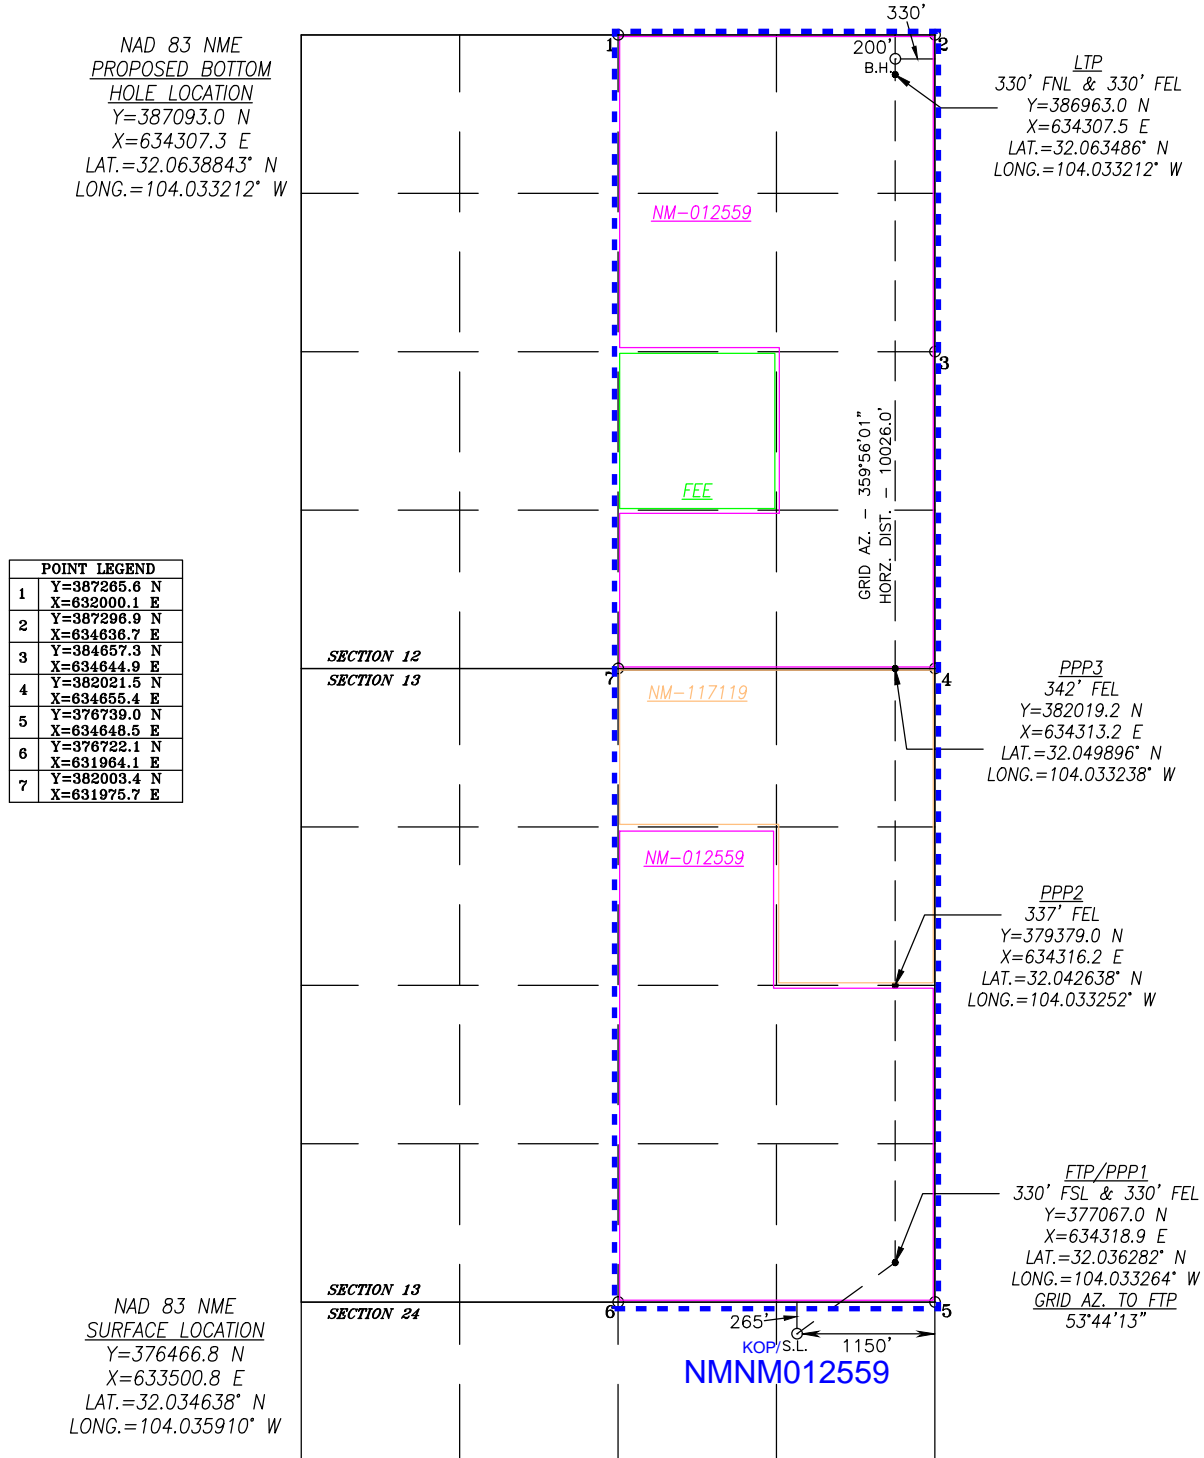 NAD 83 NME
PROPOSED BOTTOM
HOLE LOCATION
Y=387093.0 N
X=634307.3 E
LAT.=32.0638843° N
LONG.=104.033212° W
330'
1
2
200'
B.H.
LTP
330' FNL & 330' FEL
Y=386963.0 N
X=634307.5 E
LAT.=32.063486° N
LONG.=104.033212° W
NM-012559
3
FEE
GRID AZ. - 359°56'01"
HORZ. DIST. - 10026.0'
POINT LEGEND
1 Y=387265.6 N
X=632000.1 E
2 Y=387296.9 N
X=634636.7 E
3 Y=384657.3 N
X=634644.9 E
4 Y=382021.5 N
X=634655.4 E
5 Y=376739.0 N
X=634648.5 E
6 Y=376722.1 N
X=631964.1 E
7 Y=382003.4 N
X=631975.7 E
SECTION 12
SECTION 13
7
4
NM-117119
PPP3
342' FEL
Y=382019.2 N
X=634313.2 E
LAT.=32.049896° N
LONG.=104.033238° W
NM-012559
PPP2
337' FEL
Y=379379.0 N
X=634316.2 E
LAT.=32.042638° N
LONG.=104.033252° W
FTP/PPP1
330' FSL & 330' FEL
Y=377067.0 N
X=634318.9 E
LAT.=32.036282° N
LONG.=104.033264° W
GRID AZ. TO FTP
53°44'13"
SECTION 13
SECTION 24
6
5
265'
KOP/S.L.
1150'
NMNM012559
NAD 83 NME
SURFACE LOCATION
Y=376466.8 N
X=633500.8 E
LAT.=32.034638° N
LONG.=104.035910° W